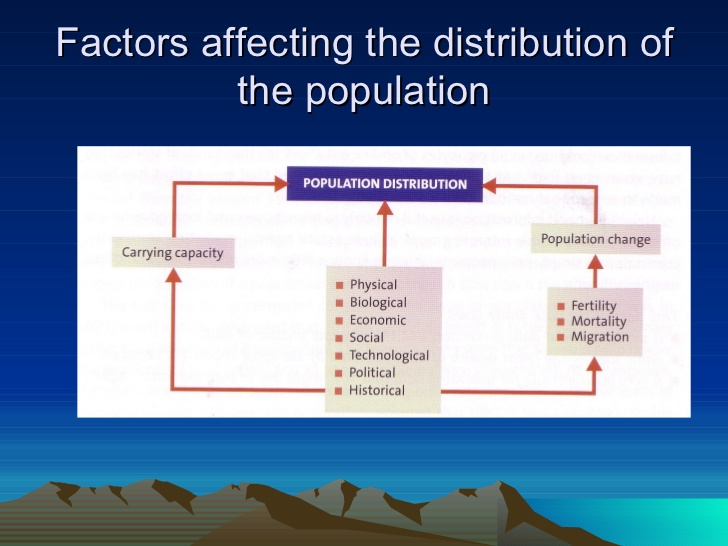 Factors affecting the distribution of
the population
POPULATION DISTRIBUTION
Carrying capacity
Population change
Physical
Biological
Economic
Social
Technological
Political
Historical
Fertility
Mortality
Migration